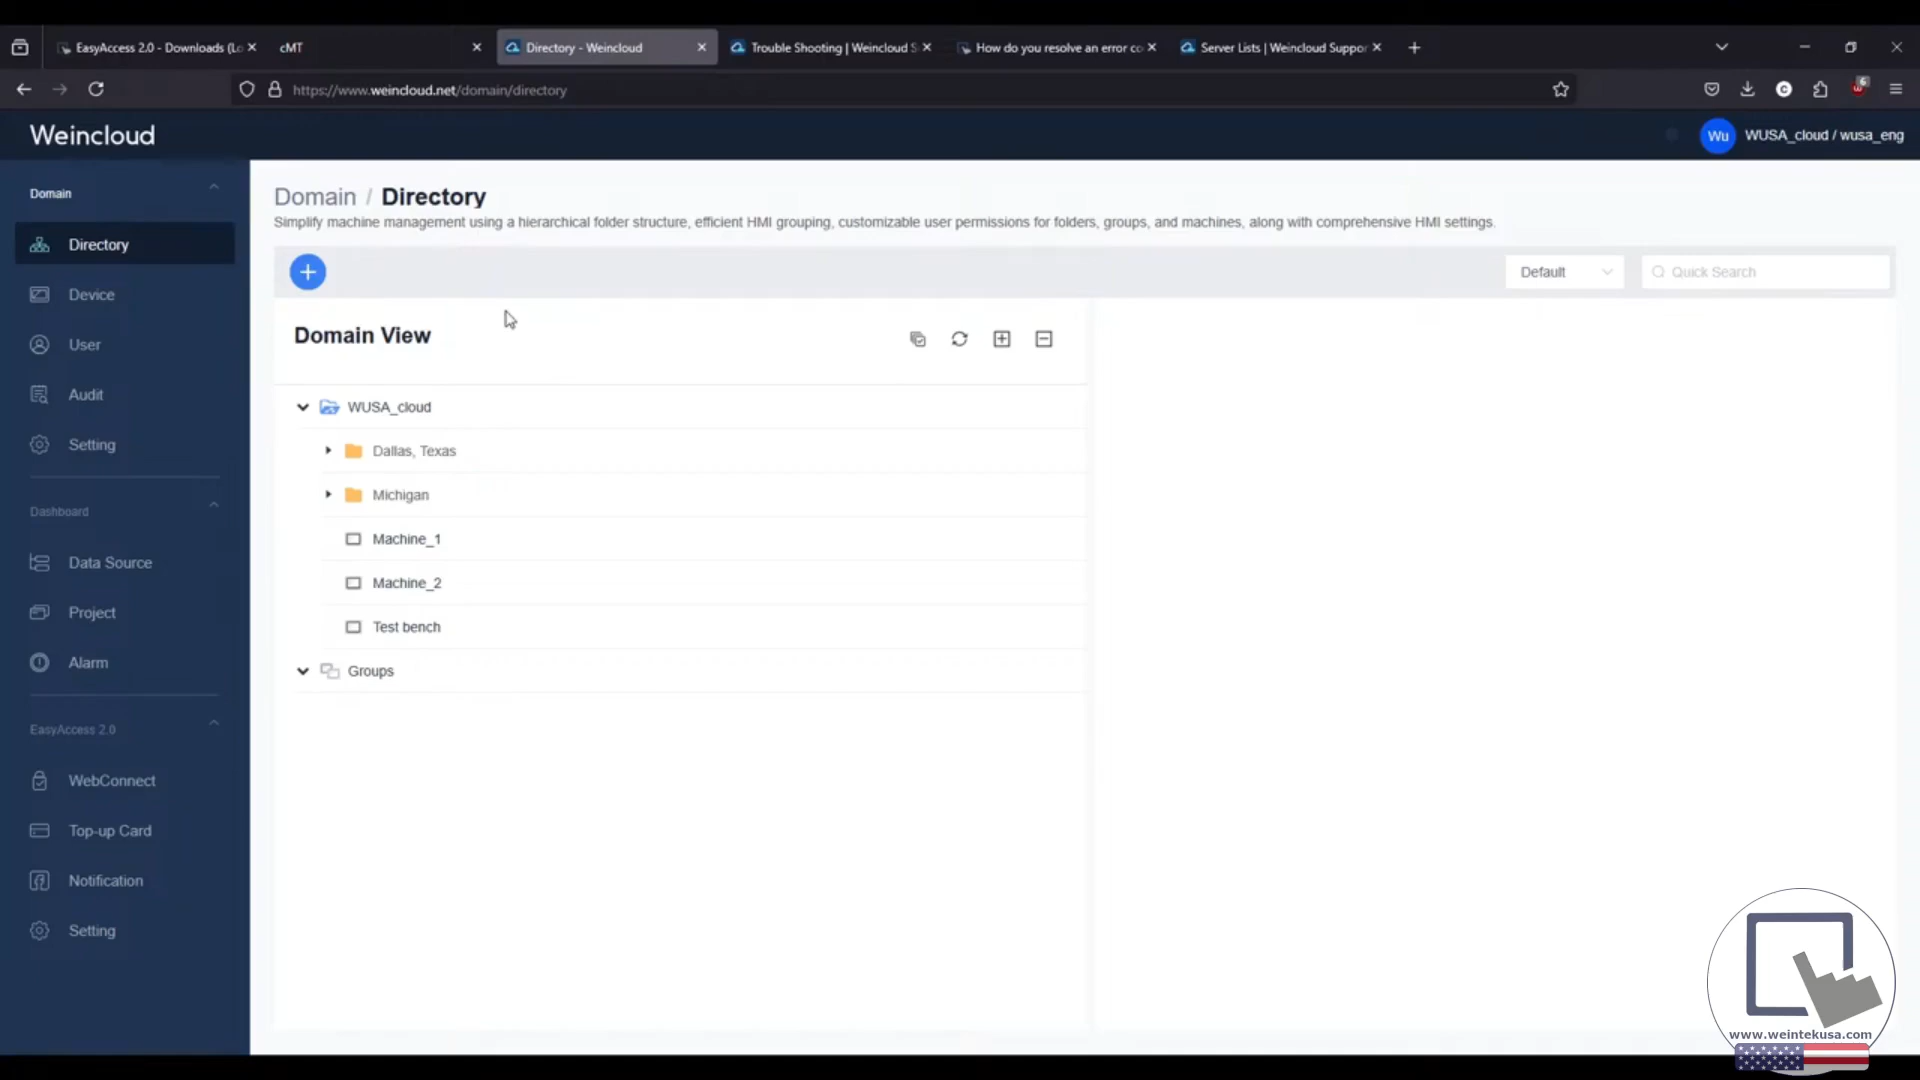 EasyAccess 2.0 - Downloads (Lo
cMT
Directory - Weincloud
Trouble Shooting | Weincloud S
How do you resolve an error co
Server Lists | Weincloud Suppor
https://www.weincloud.net/domain/directory
6
Weincloud
Wu
WUSA_cloud / wusa_eng
Domain
Directory
Device
User
Audit
Setting
Dashboard
Data Source
Project
Alarm
EasyAccess 2.0
WebConnect
Top-up Card
Notification
Setting
Domain / Directory
Simplify machine management using a hierarchical folder structure, efficient HMI grouping, customizable user permissions for folders, groups, and machines, along with comprehensive HMI settings.
Default
Quick Search
Domain View
WUSA_cloud
Dallas, Texas
Michigan
Machine_1
Machine_2
Test bench
Groups
www.weintekusa.com